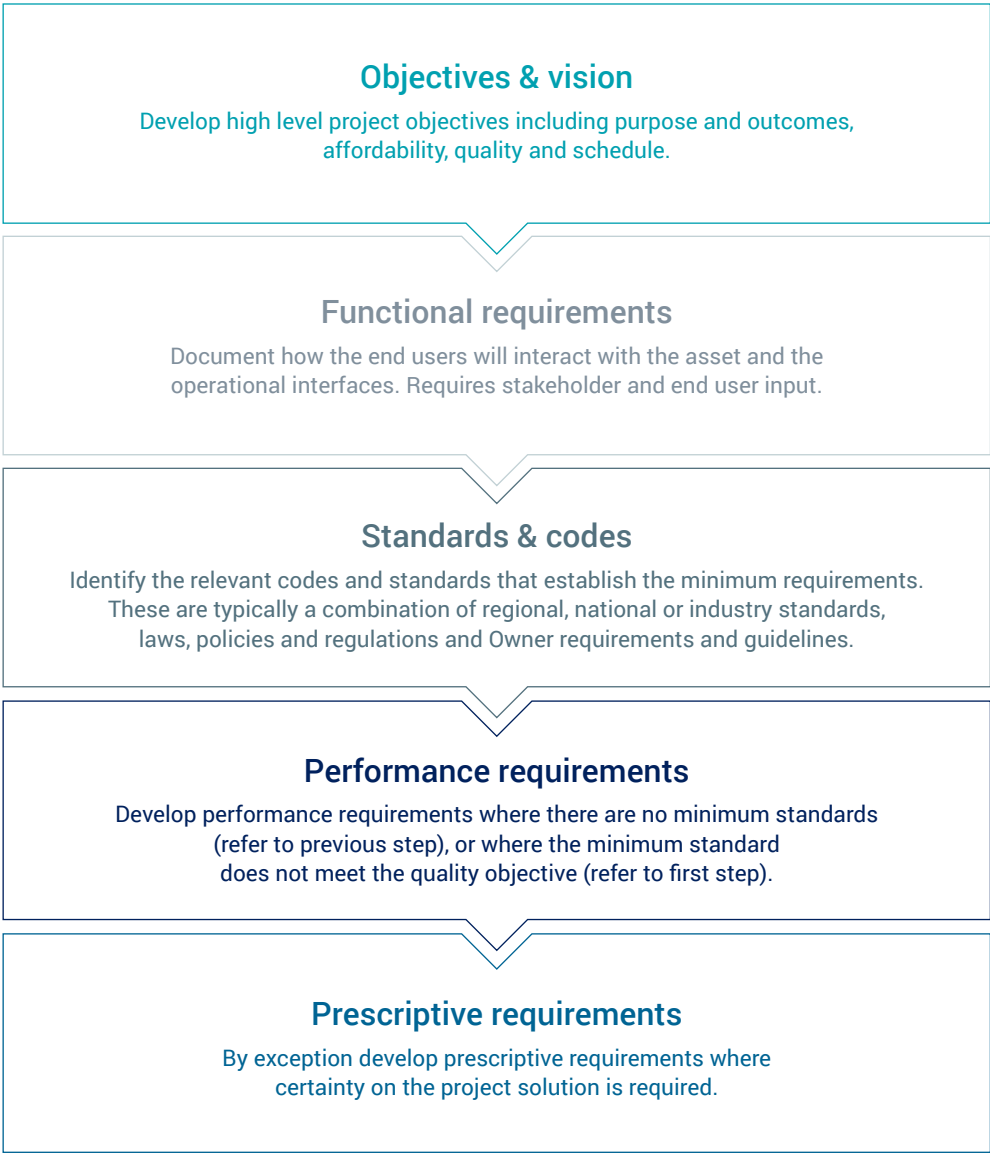 Objectives & vision
Develop high level project objectives including purpose and outcomes,
affordability, quality and schedule.
Functional requirements
Document how the end users will interact with the asset and the
operational interfaces. Requires stakeholder and end user input.
Standards & codes
Identify the relevant codes and standards that establish the minimum requirements.
These are typically a combination of regional, national or industry standards,
laws, policies and regulations and Owner requirements and guidelines.
Performance requirements
Develop performance requirements where there are no minimum standards
(refer to previous step), or where the minimum standard
does not meet the quality objective (refer to first step).
Prescriptive requirements
By exception develop prescriptive requirements where
certainty on the project solution is required.